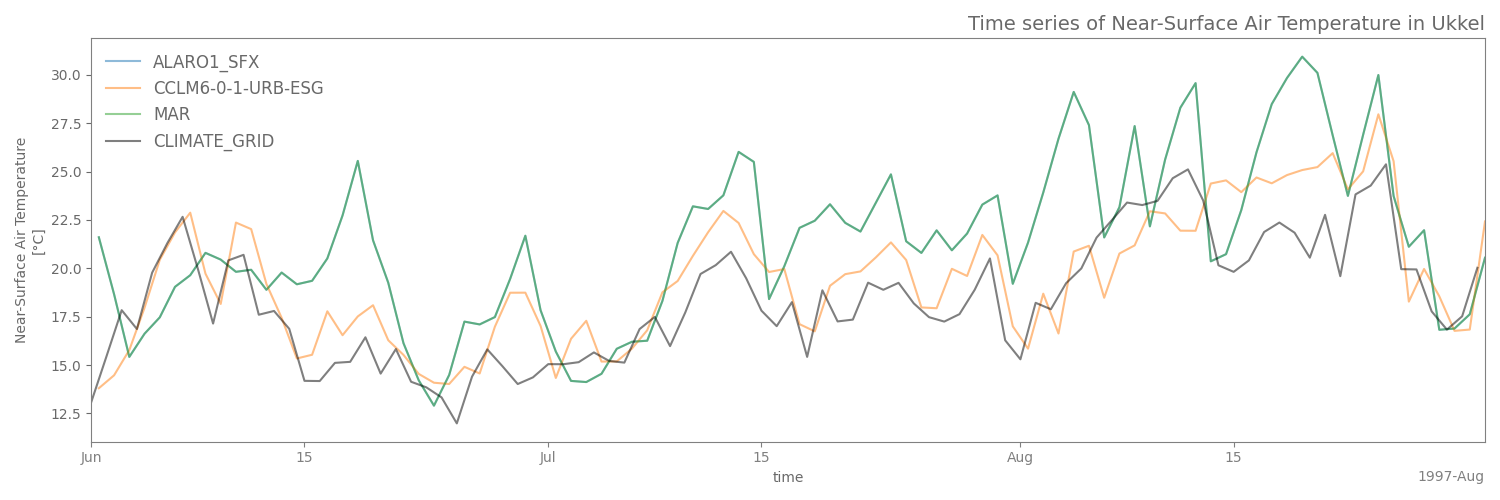 Time series of Near-Surface Air Temperature in Ukkel
ALARO1_SFX
CCLM6-0-1-URB-ESG
MAR
CLIMATE_GRID
30.0
27.5
25.0
22.5
20.0
17.5
15.0
12.5
Near-Surface Air Temperature
[°C]
Jun
15
Jul
15
Aug
15
time
1997-Aug